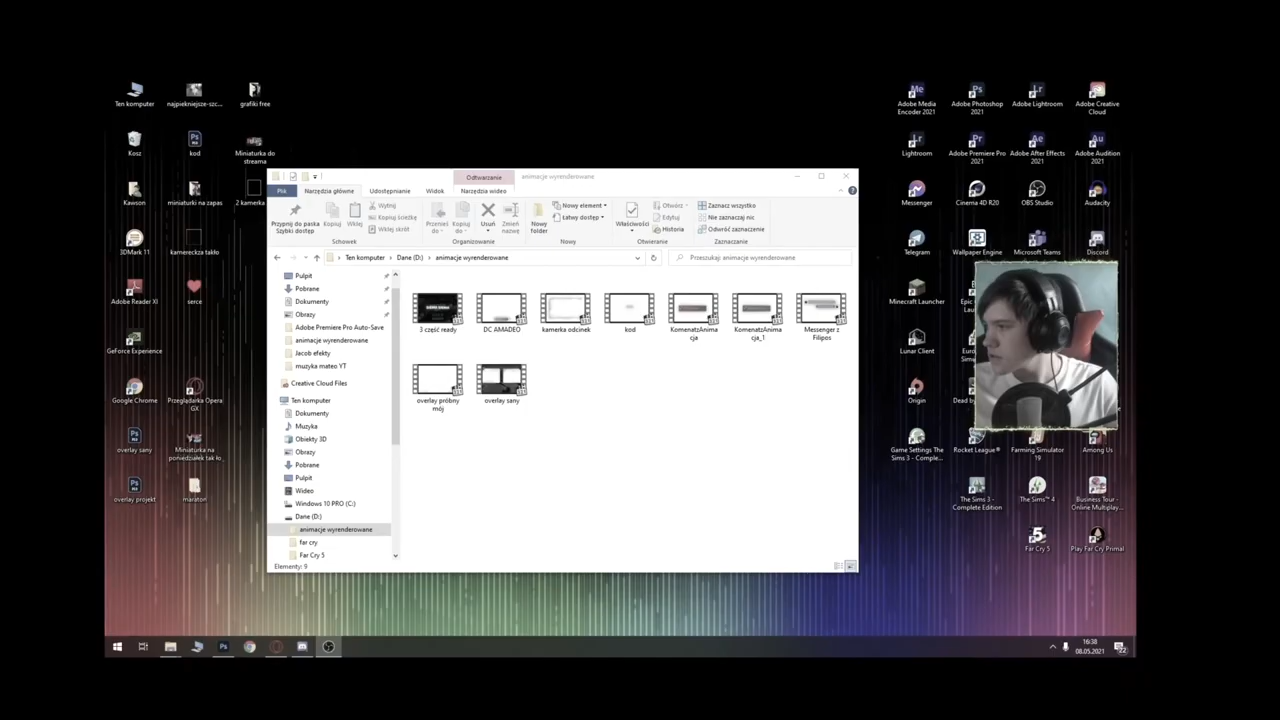 Ten komputer
najpiekniejsze-szc...
grafiki free
Kosz
kod
Miniaturka do
streama
Kawson
miniaturki na zapas
2 kamerka
3DMark 11
kamereczka takło
Adobe Reader XI
serce
GeForce Experience
Google Chrome
Przeglądarka Opera
GX
overlay sany
Miniaturka na
poniedziałek tak ło
overlay projekt
maraton
Odtwarzanie
animacje wyrenderowane
Plik
Narzędzia główne
Udostępnianie
Widok
Narzędzia wideo
Przypnij do paska
Szybki dostęp
Kopiuj
Wklej
Wytnij
Kopiuj ścieżkę
Wklej skrót
Schowek
Przenieś
do
Kopiuj
do
Usuń
Zmień
nazwę
Organizowanie
Nowy
folder
Nowy element
Łatwy dostęp
Nowy
Właściwości
Otwórz
Edytuj
Historia
Otwieranie
Zaznacz wszystko
Nie zaznaczaj nic
Odwróć zaznaczenie
Zaznaczanie
Ten komputer
Dane (D:)
animacje wyrenderowane
Przeszukaj: animacje wyrenderowane
Pulpit
Pobrane
Dokumenty
Obrazy
Adobe Premiere Pro Auto-Save
animacje wyrenderowane
Jacob efekty
muzyka mateo YT
Creative Cloud Files
Ten komputer
Dokumenty
Muzyka
Obiekty 3D
Obrazy
Pobrane
Pulpit
Wideo
Windows 10 PRO (C:)
Dane (D:)
animacje wyrenderowane
far cry
Far Cry 5
3 część ready
DC AMADEO
kamerka odcinek
kod
KomenatzAnima
cja
KomenatzAnima
cja_1
Messenger z
Filipos
overlay próbny
mój
overlay sany
Elementy: 9
Adobe Media
Encoder 2021
Adobe Photoshop
2021
Adobe Lightroom
Adobe Creative
Cloud
Lightroom
Adobe Premiere Pro
2021
Adobe After Effects
2021
Adobe Audition
2021
Messenger
Cinema 4D R20
OBS Studio
Audacity
Telegram
Wallpaper Engine
Microsoft Teams
Discord
Minecraft Launcher
Epic
Lunar Client
Euro
Origin
Dead b
Game Settings The
Sims 3 - Comple...
Rocket League®
Farming Simulator
19
Among Us
The Sims 3 -
Complete Edition
The Sims™ 4
Business Tour -
Online Multiplay...
Far Cry 5
Play Far Cry Primal
16:38
08.05.2021
22